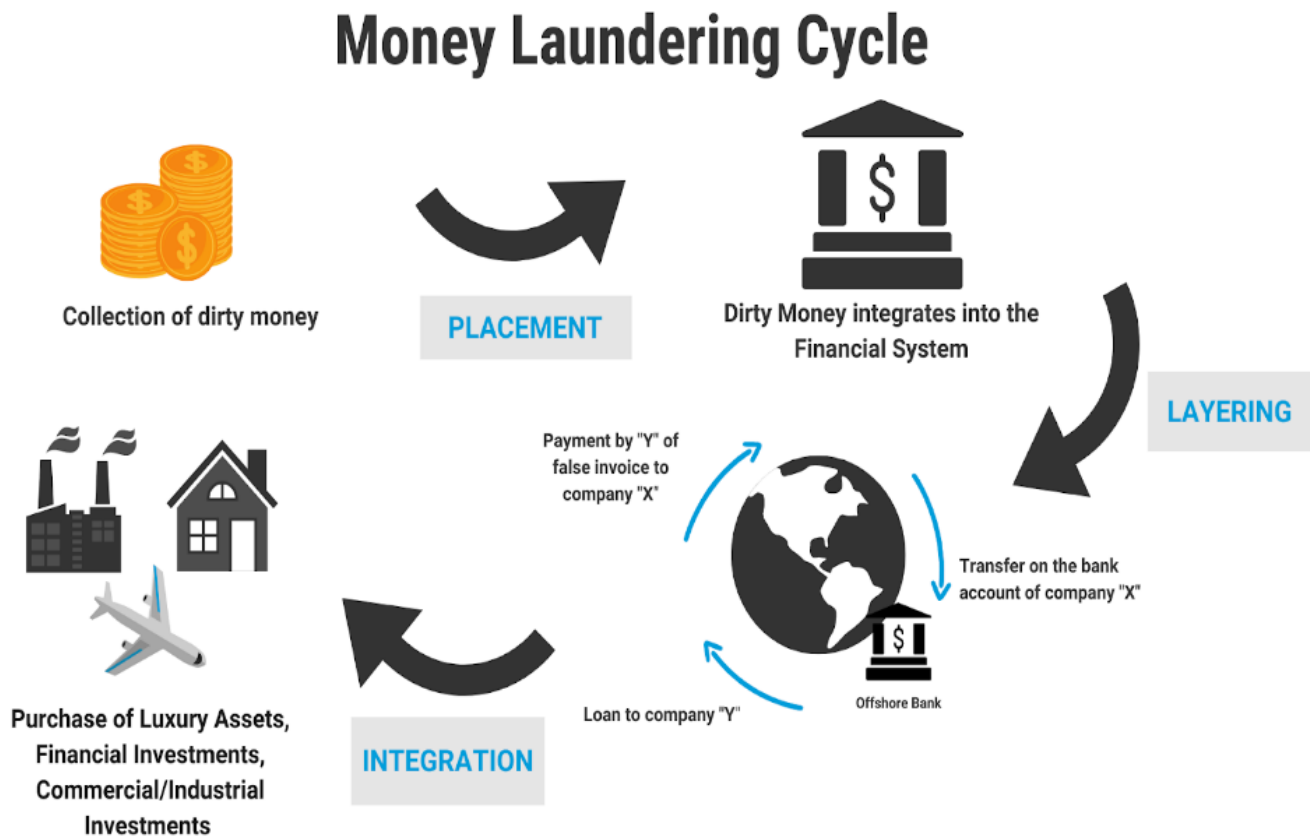 Money Laundering Cycle
Collection of dirty money
PLACEMENT
Dirty Money integrates into the
Financial System
LAYERING
Payment by "Y" of
false invoice to
company "X"
Transfer on the bank
account of company "X"
Offshore Bank
Loan to company "Y"
INTEGRATION
Purchase of Luxury Assets,
Financial Investments,
Commercial/Industrial
Investments